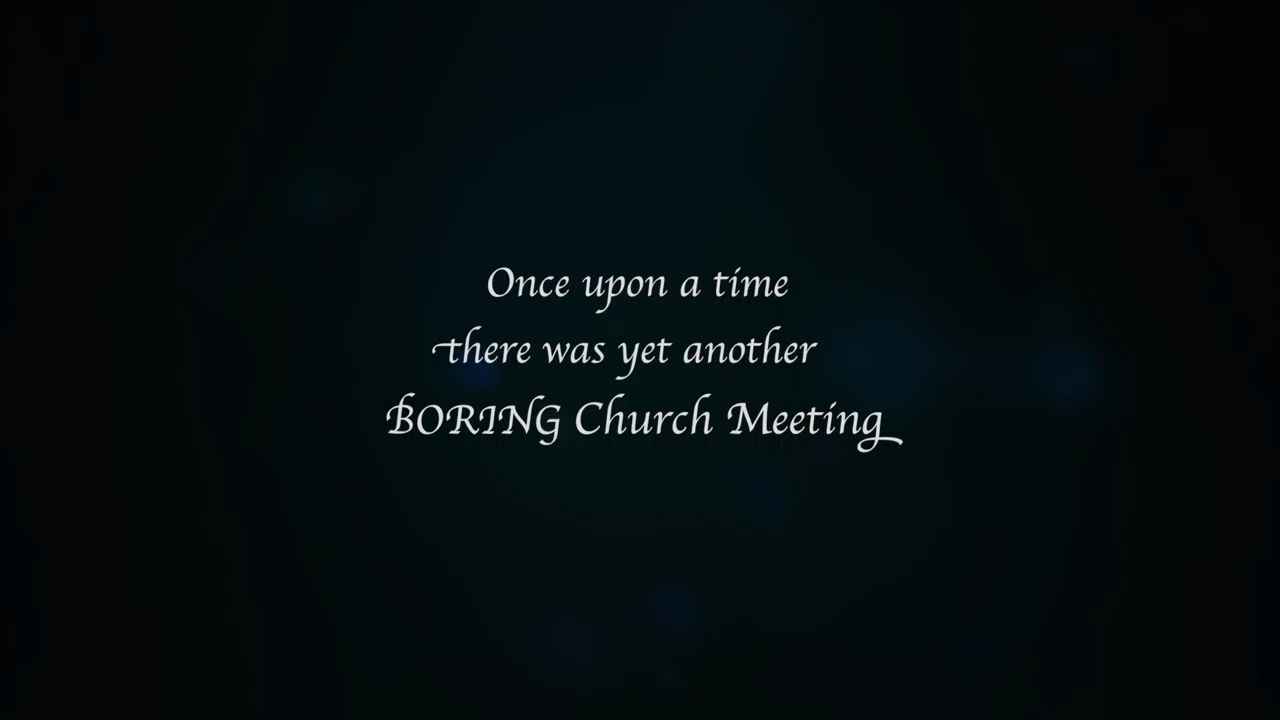 Once upon a time
there was yet another
BORING Church Meeting